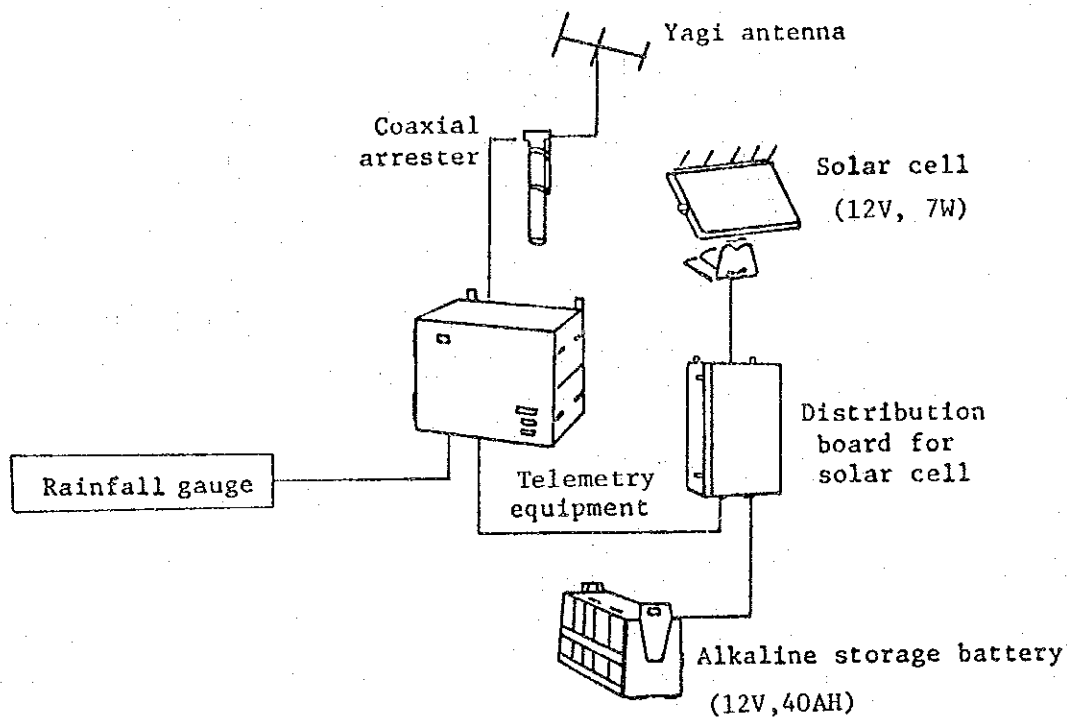 Yagi antenna
Coaxial
arrester
Solar cell
(12V, 7W)
Distribution
board for
solar cell
Rainfall gauge
Telemetry
equipment
Alkaline storage battery
(12V,40AH)